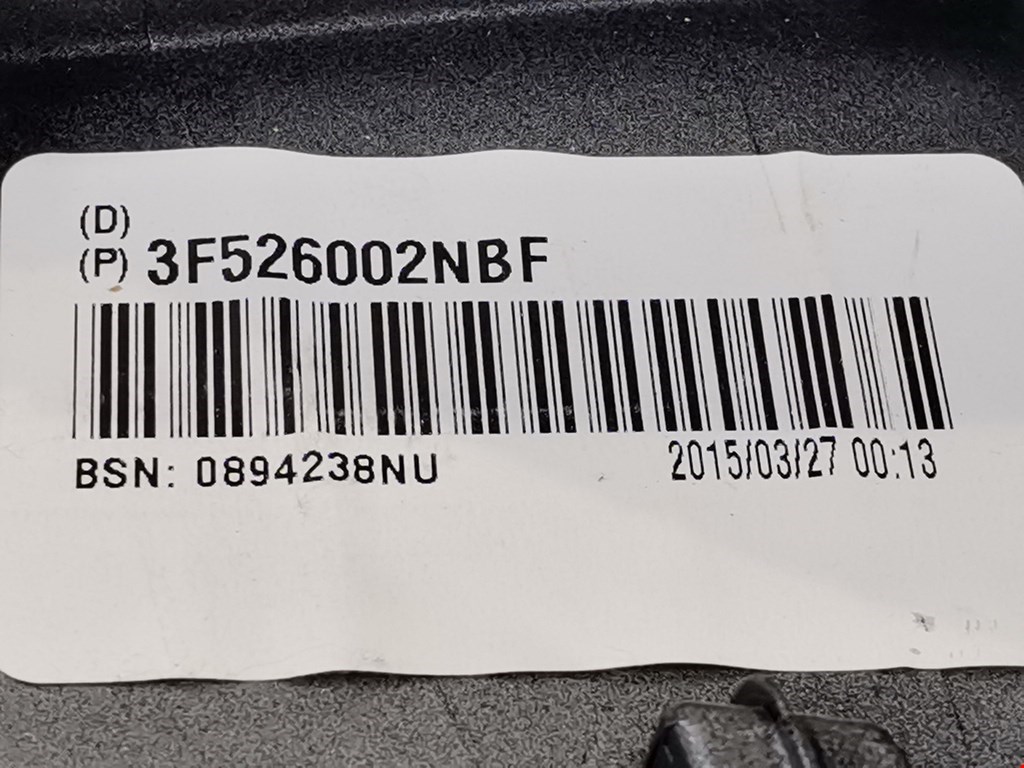 (D)
(P) 3F526002NBF
BSN: 0894238NU
2015/03/27 00:13